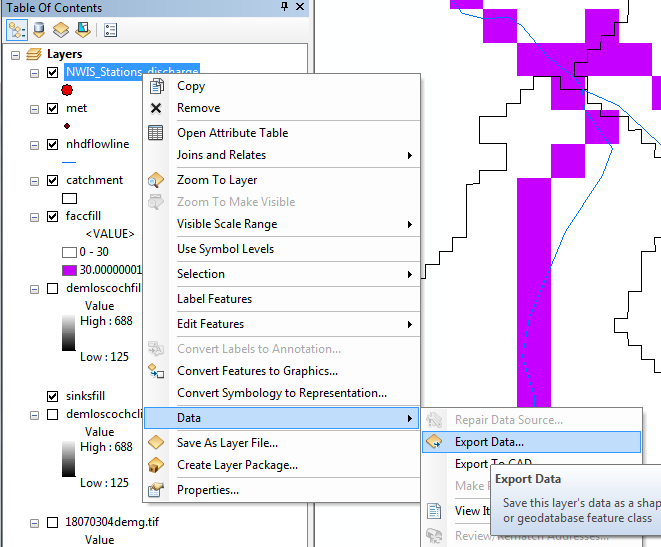 Table Of Contents
Layers
NWIS_Stations_discharge
met
nhdflowline
catchment
faccfill
<VALUE>
0 - 30
30.00000001
demloscochfil
Value
High : 688
Low : 125
sinksfill
demloscochcli
Value
High : 688
Low : 125
18070304demg.tif
Value
Copy
Remove
Open Attribute Table
Joins and Relates
Zoom To Layer
Zoom To Make Visible
Visible Scale Range
Use Symbol Levels
Selection
Label Features
Edit Features
Convert Labels to Annotation...
Convert Features to Graphics...
Convert Symbology to Representation...
Data
Save As Layer File...
Create Layer Package...
Properties...
Repair Data Source...
Export Data...
Export To CAD
Make
View It
Review/Rematch Addresses...
Export Data
Save this layer's data as a shap
or geodatabase feature class